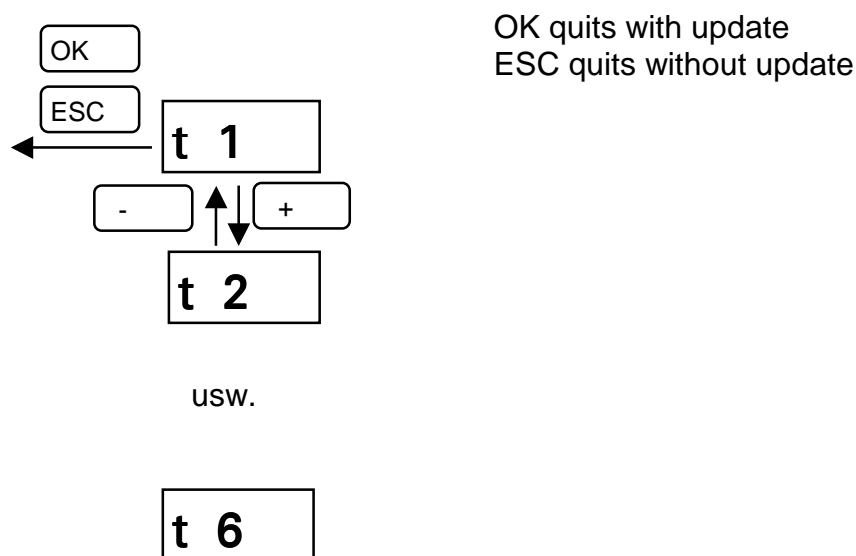 OK quits with update
ESC quits without update
OK
ESC
t 1
-
+
t 2
usw.
t 6